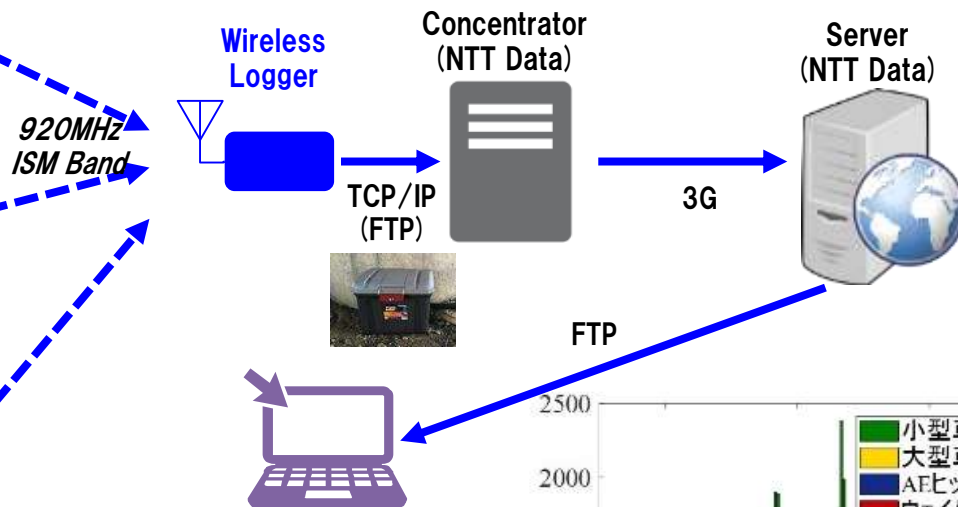 Wireless
Logger
Concentrator
(NTT Data)
Server
(NTT Data)
920MHz
ISM Band
TCP/IP
(FTP)
3G
FTP
2500
2000
小型
大型
AEヒッ